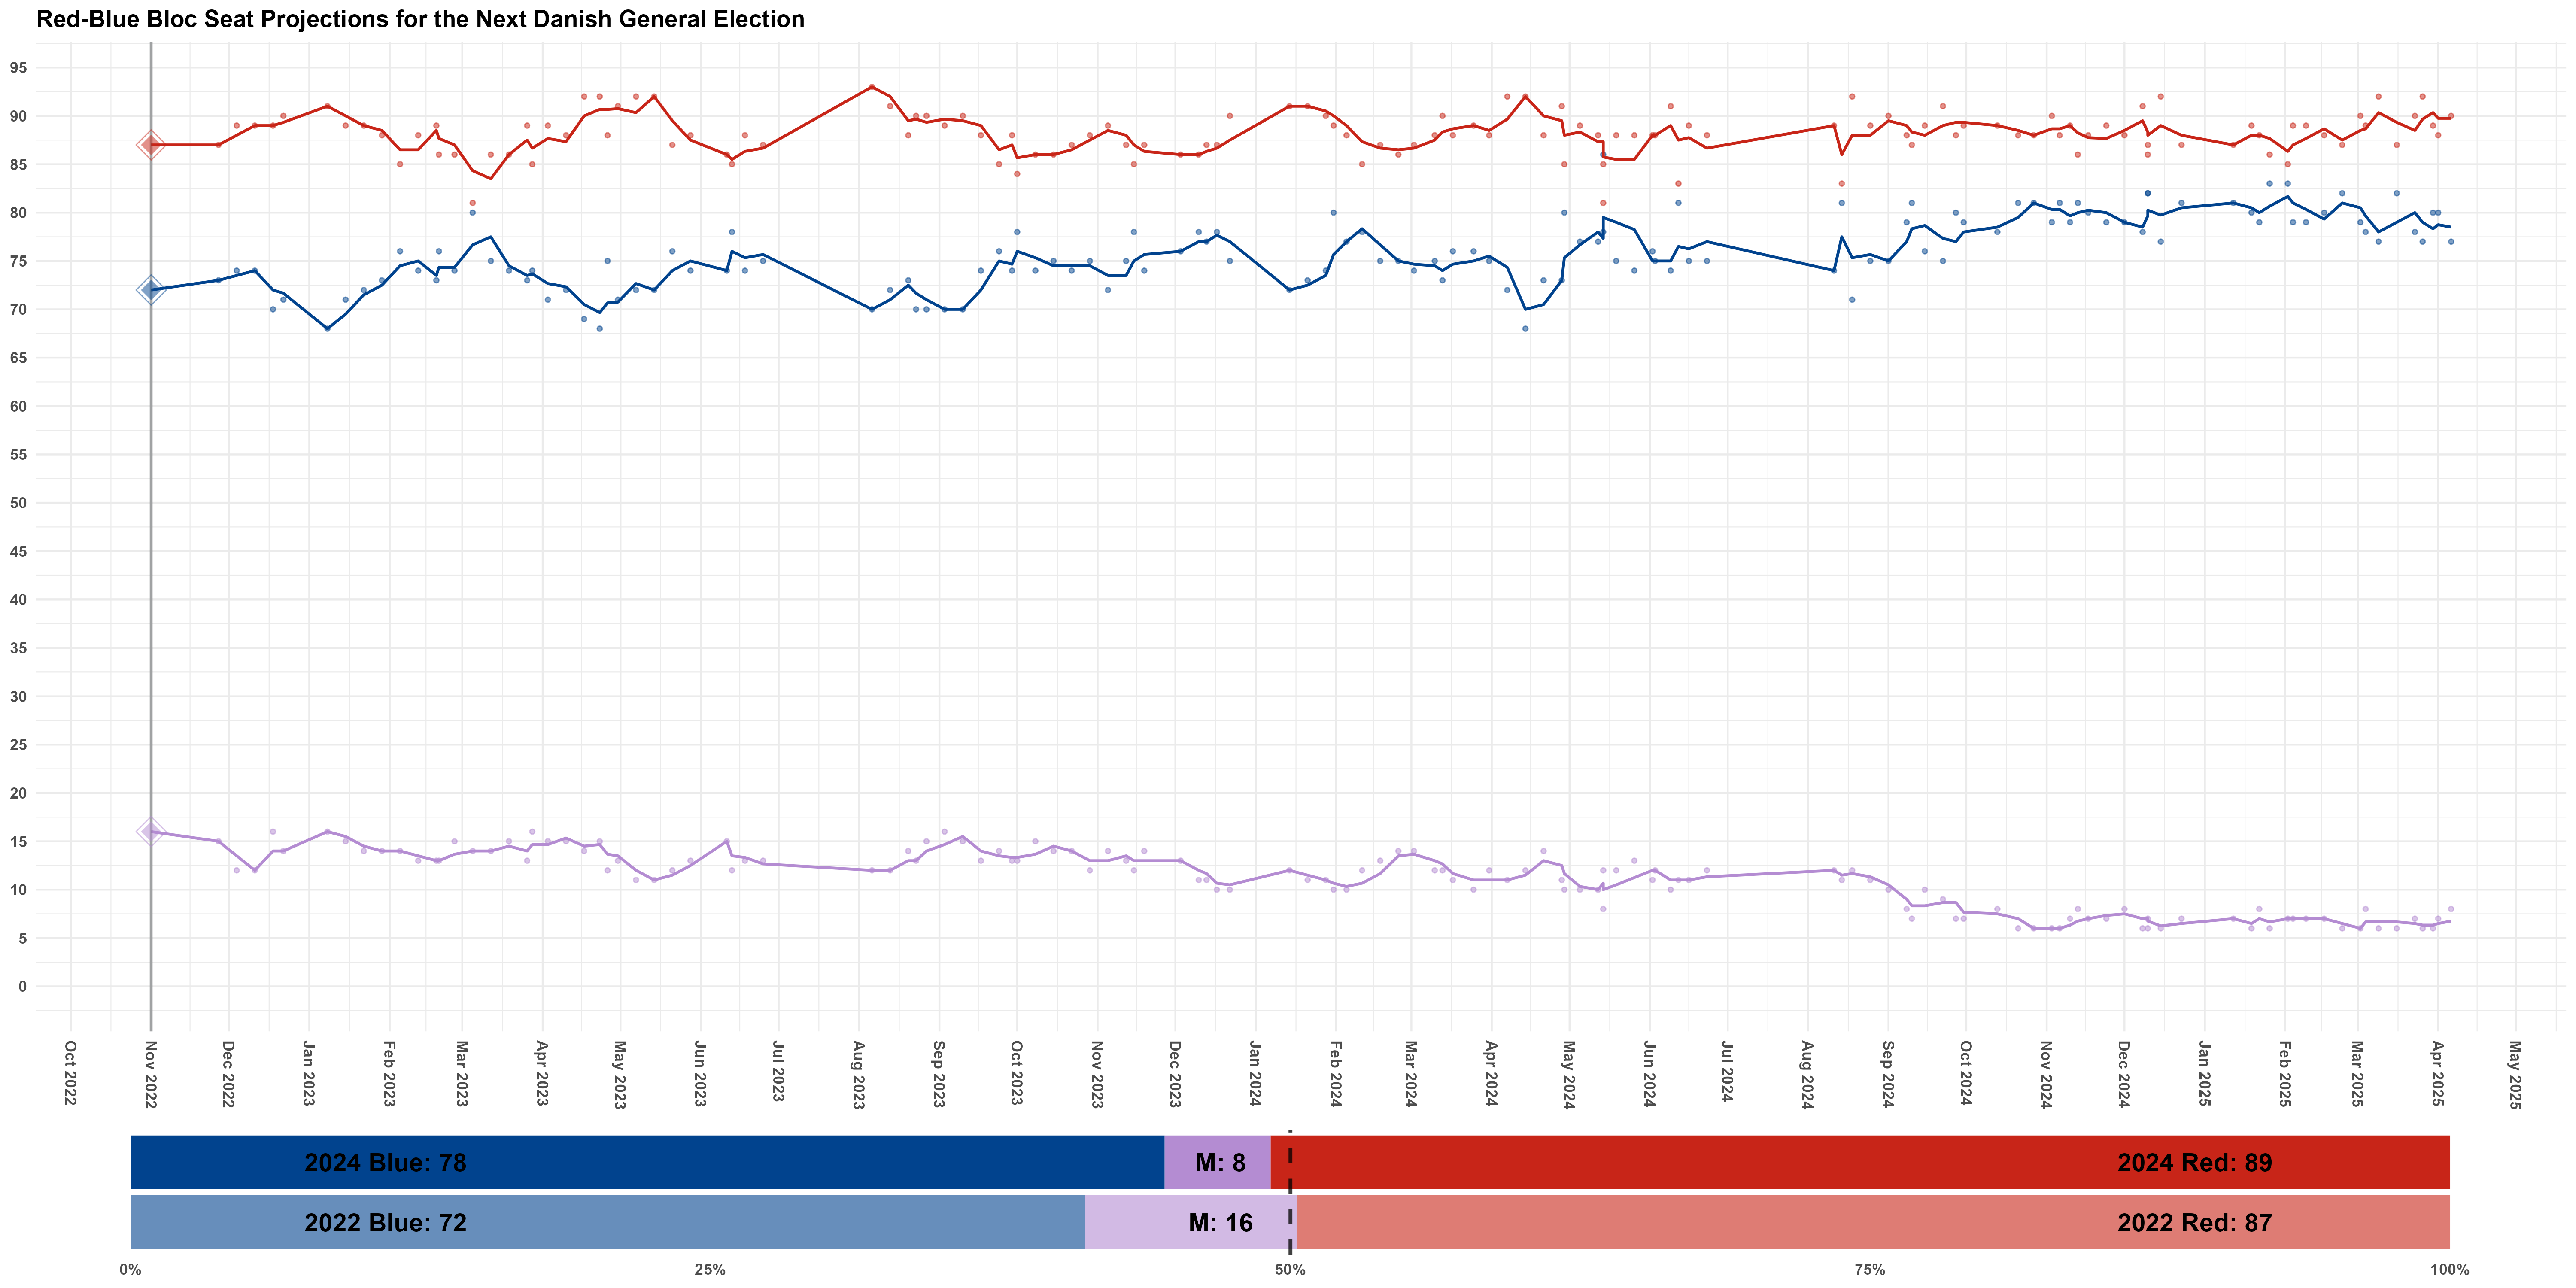 Red-Blue Bloc Seat Projections for the Next Danish General Election
95
90
85
80
75
70
65
60
55
50
45
40
35
30
25
20
15
10
5
0
Oct 2022
Nov 2022
Dec 2022
Jan 2023
Feb 2023
Mar 2023
Apr 2023
May 2023
Jun 2023
Jul 2023
Aug 2023
Sep 2023
Oct 2023
Nov 2023
Dec 2023
Jan 2024
Feb 2024
Mar 2024
Apr 2024
May 2024
Jun 2024
Jul 2024
Aug 2024
Sep 2024
Oct 2024
Nov 2024
Dec 2024
Jan 2025
Feb 2025
Mar 2025
Apr 2025
May 2025
2024 Blue: 78 M: 8 2024 Red: 89
2022 Blue: 72 M: 16 2022 Red: 87
0% 25% 50% 75% 100%